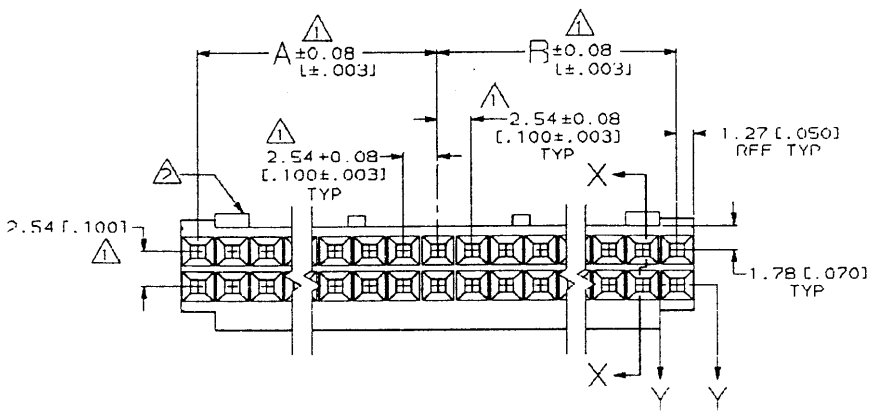 1
1
A ±0.08
[±.003]
B ±0.08
[±.003]
1
2.54±0.08
[.100±.003]
TYP
1
2.54+0.08
[.100±.003]
TYP
1.27 [.050]
REF TYP
2
X
2.54 [.100]
1
1.78 [.070]
TYP
X
Y
Y